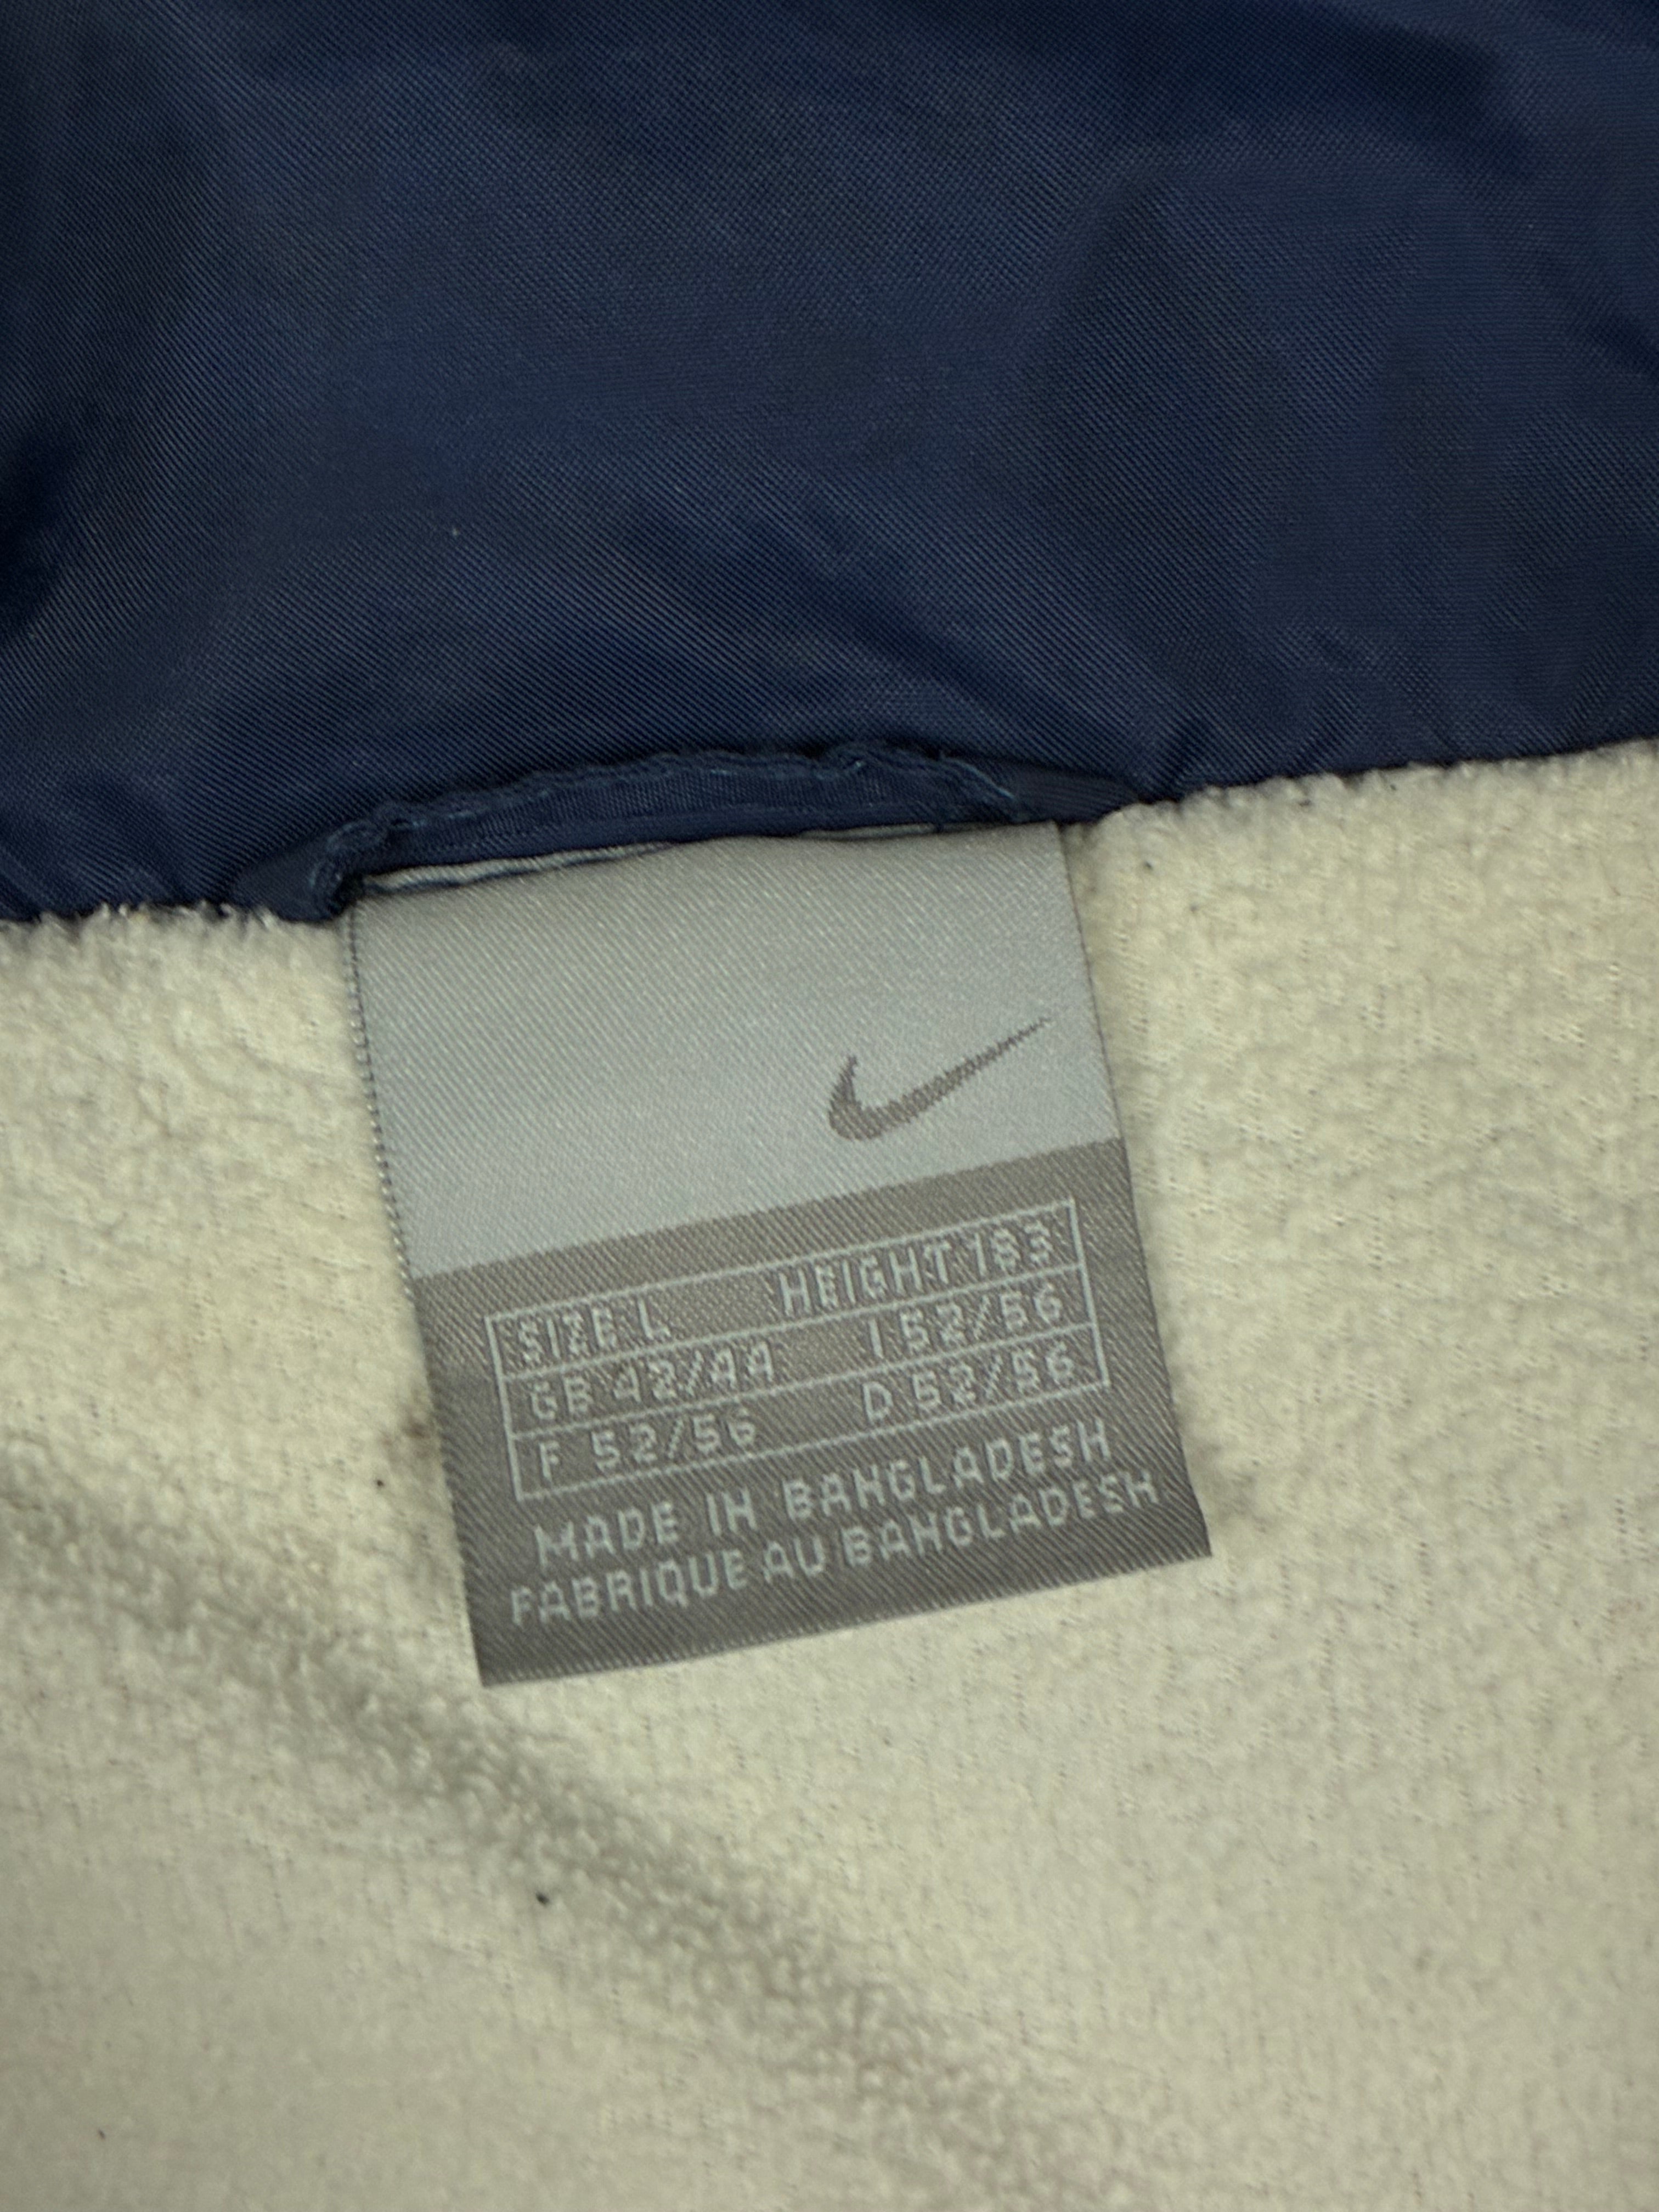 SIZE L HEIGHT 183
GB 42/44 I 52/56
F 52/56 D 52/56
MADE IN BANGLADESH
FABRIQUE AU BANGLADESH